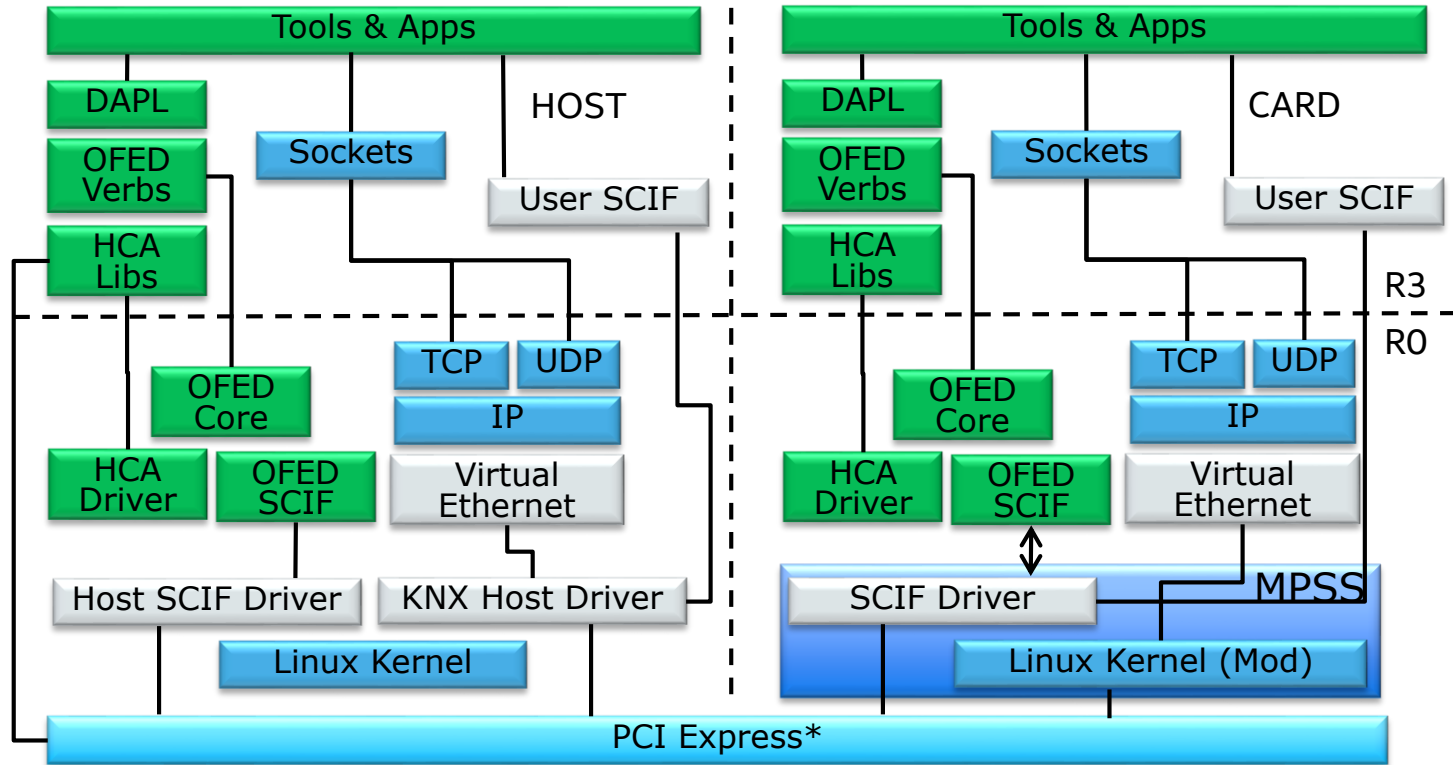 Tools & Apps
DAPL
HOST
Sockets
OFED
Verbs
User SCIF
HCA
Libs
TCP
UDP
OFED
Core
IP
HCA
Driver
OFED
SCIF
Virtual
Ethernet
Host SCIF Driver
KNX Host Driver
Linux Kernel
Tools & Apps
DAPL
CARD
Sockets
OFED
Verbs
User SCIF
HCA
Libs
R3
R0
TCP
UDP
OFED
Core
IP
HCA
Driver
OFED
SCIF
Virtual
Ethernet
MPSS
SCIF Driver
Linux Kernel (Mod)
PCI Express*